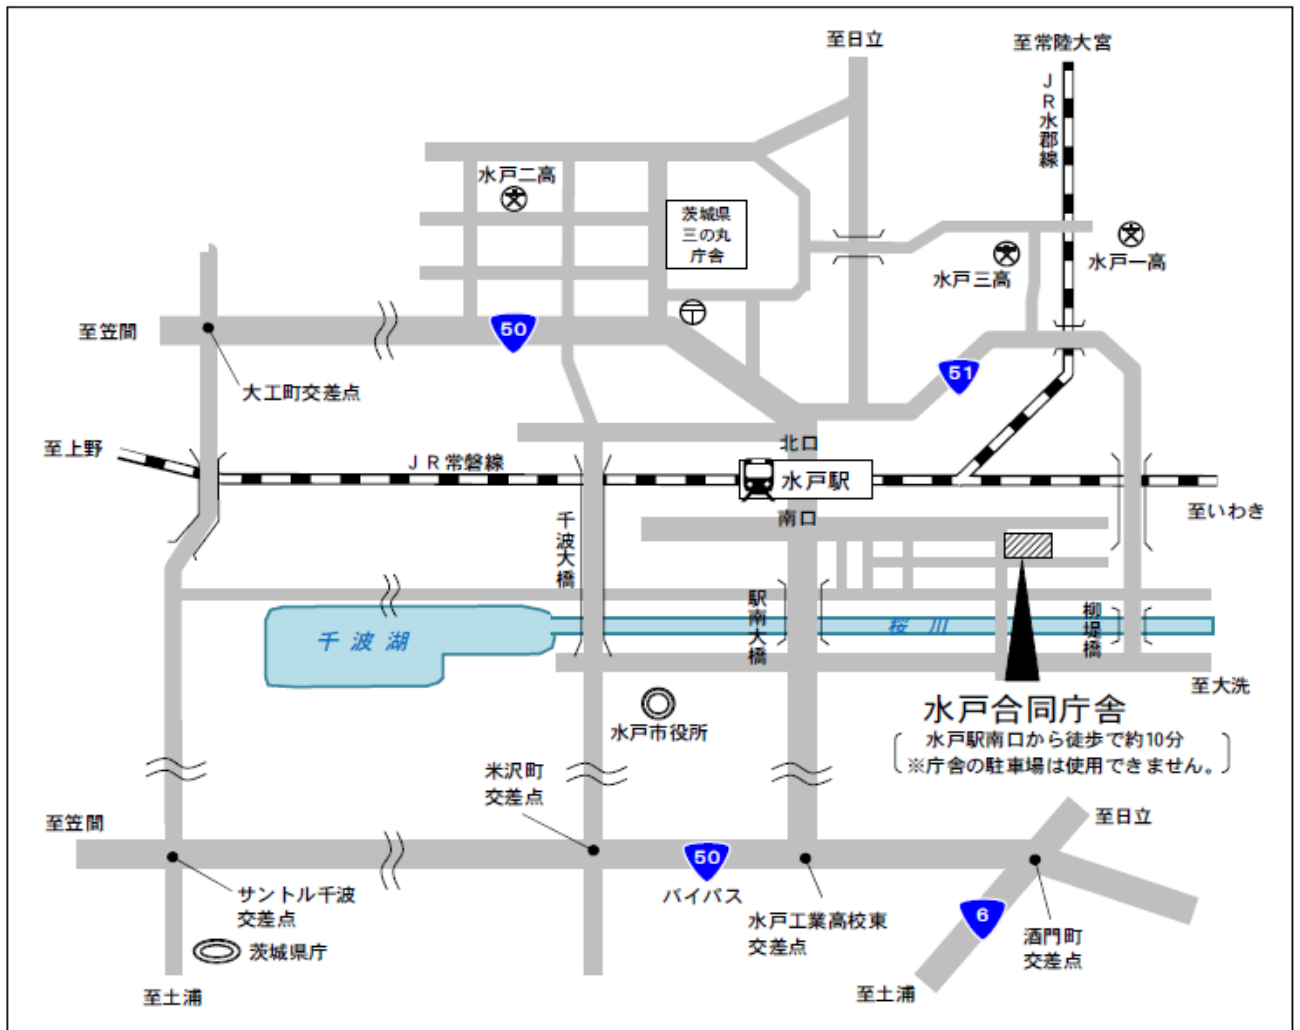 至日立
至常陸大宮
JR水郡線
水戸二高
茨城県
三の丸
庁舎
水戸三高
水戸一高
至笠間
50
51
大工町交差点
至上野
JR常磐線
北口
水戸駅
南口
至いわき
千波大橋
駅南大橋
柳堤橋
千波湖
桜川
至大洗
水戸市役所
水戸合同庁舎
水戸駅南口から徒歩で約10分
※庁舎の駐車場は使用できません。
米沢町
交差点
至笠間
至日立
50
バイパス
サントル千波
交差点
水戸工業高校東
交差点
6
酒門町
交差点
茨城県庁
至土浦
至土浦